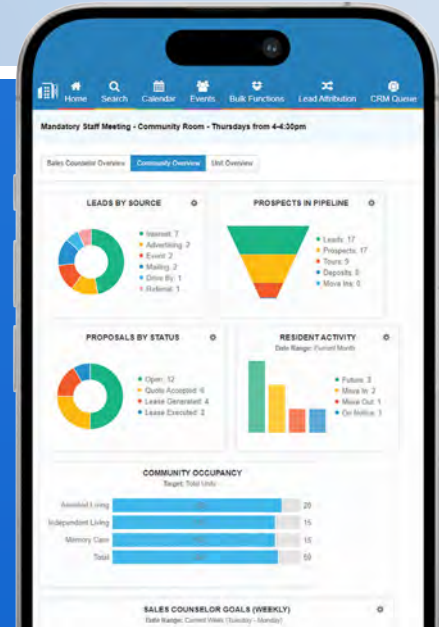 Home Search Calendar Events Bulk Functions Lead Attribution CRM Queue
Mandatory Staff Meeting - Community Room - Thursdays from 4-4:30pm
Sales Counselor Overview Community Overview Unit Overview
LEADS BY SOURCE
Internet: 7
Advertising: 2
Event: 2
Mailing: 2
Drive By: 1
Referral: 1
PROSPECTS IN PIPELINE
Leads: 17
Prospects: 17
Tours: 9
Deposits: 0
Move Ins: 0
PROPOSALS BY STATUS
Open: 12
Quote Accepted: 6
Lease Generated: 4
Lease Executed: 2
RESIDENT ACTIVITY
Date Range: Current Month
Future: 3
Move In: 2
Move Out: 1
On Notice: 1
COMMUNITY OCCUPANCY
Target: Total Units
Assisted Living 20
Independent Living 15
Memory Care 15
Total 50
SALES COUNSELOR GOALS (WEEKLY)
Date Range: Current Week (Tuesday - Monday)